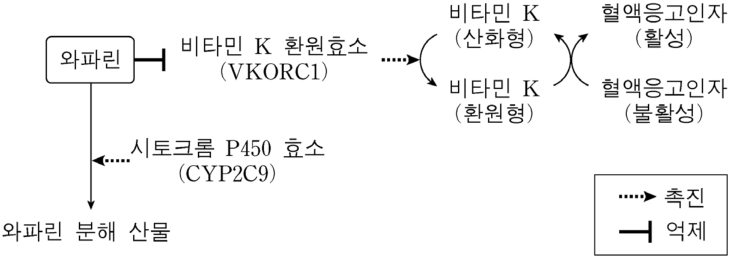 와파린
비타민 K 환원효소
(VKORC1)
비타민 K
(산화형)
비타민 K
(환원형)
혈액응고인자
(활성)
혈액응고인자
(불활성)
시토크롬 P450 효소
(CYP2C9)
와파린 분해 산물
촉진
억제